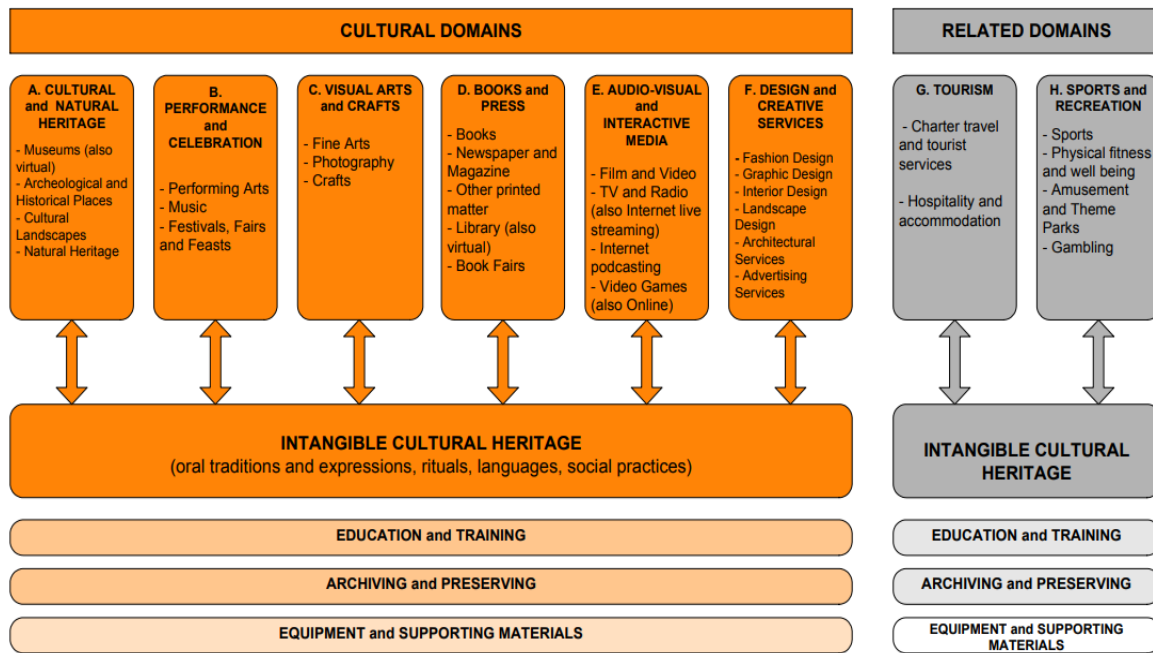 CULTURAL DOMAINS
RELATED DOMAINS
A. CULTURAL
and NATURAL
HERITAGE
- Museums (also
virtual)
- Archeological and
Historical Places
- Cultural
Landscapes
- Natural Heritage
B.
PERFORMANCE
and
CELEBRATION
- Performing Arts
- Music
- Festivals, Fairs
and Feasts
C. VISUAL ARTS
and CRAFTS
- Fine Arts
- Photography
- Crafts
D. BOOKS and
PRESS
- Books
- Newspaper and
Magazine
- Other printed
matter
- Library (also
virtual)
- Book Fairs
E. AUDIO-VISUAL
and
INTERACTIVE
MEDIA
- Film and Video
- TV and Radio
(also Internet live
streaming)
- Internet
podcasting
- Video Games
(also Online)
F. DESIGN and
CREATIVE
SERVICES
- Fashion Design
- Graphic Design
- Interior Design
- Landscape
Design
- Architectural
Services
- Advertising
Services
G. TOURISM
- Charter travel
and tourist
services
- Hospitality and
accommodation
H. SPORTS and
RECREATION
- Sports
- Physical fitness
and well being
- Amusement
and Theme
Parks
- Gambling
INTANGIBLE CULTURAL HERITAGE
(oral traditions and expressions, rituals, languages, social practices)
INTANGIBLE CULTURAL
HERITAGE
EDUCATION and TRAINING
EDUCATION and TRAINING
ARCHIVING and PRESERVING
ARCHIVING and PRESERVING
EQUIPMENT and SUPPORTING MATERIALS
EQUIPMENT and SUPPORTING
MATERIALS